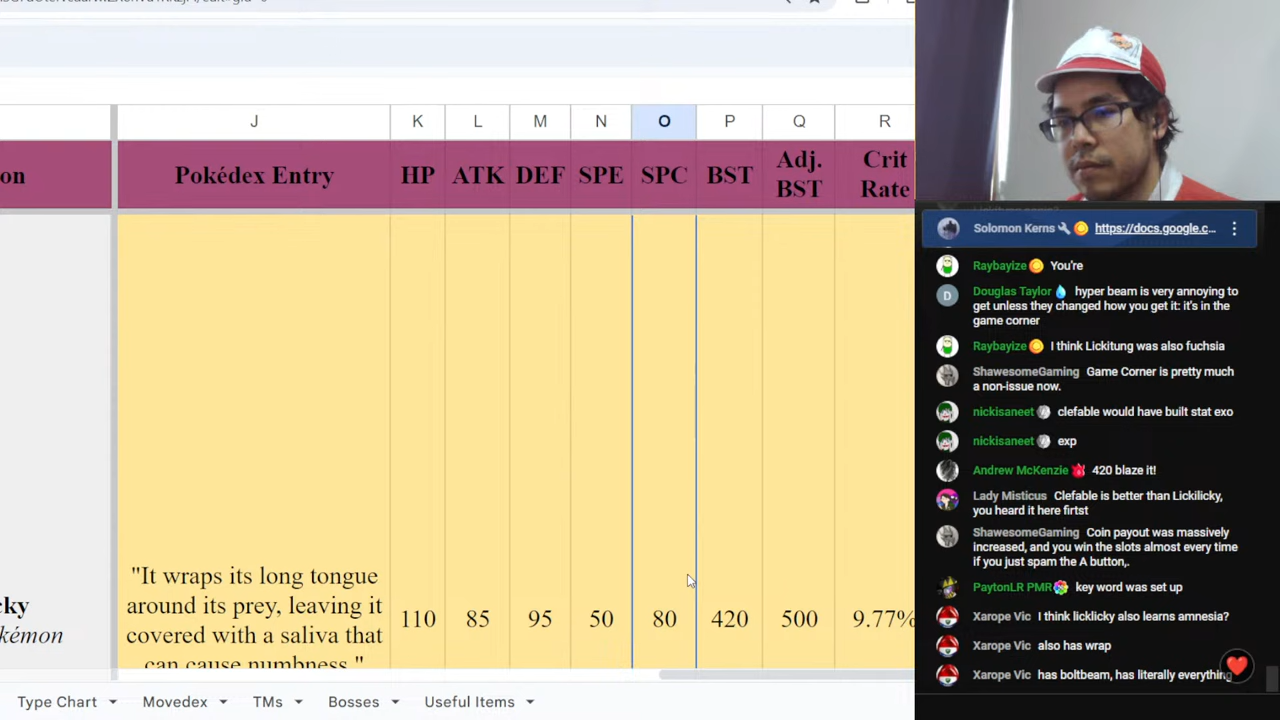 J K L M N O P Q R
on Pokédex Entry HP ATK DEF SPE SPC BST Adj. BST Crit Rate
"It wraps its long tongue
around its prey, leaving it
covered with a saliva that
can cause numbness."
cky
kémon
110 85 95 50 80 420 500 9.77%
Type Chart Movedex TMs Bosses Useful Items
Solomon Kerns https://docs.google.c...
Raybayize You're
Douglas Taylor hyper beam is very annoying to
get unless they changed how you get it: it's in the
game corner
Raybayize I think Lickitung was also fuchsia
ShawesomeGaming Game Corner is pretty much
a non-issue now.
nickisaneet clefable would have built stat exo
nickisaneet exp
Andrew McKenzie 420 blaze it!
Lady Misticus Clefable is better than Lickilicky,
you heard it here firtst
ShawesomeGaming Coin payout was massively
increased, and you win the slots almost every time
if you just spam the A button,.
PaytonLR PMR key word was set up
Xarope Vic I think licklicky also learns amnesia?
Xarope Vic also has wrap
Xarope Vic has boltbeam, has literally everything